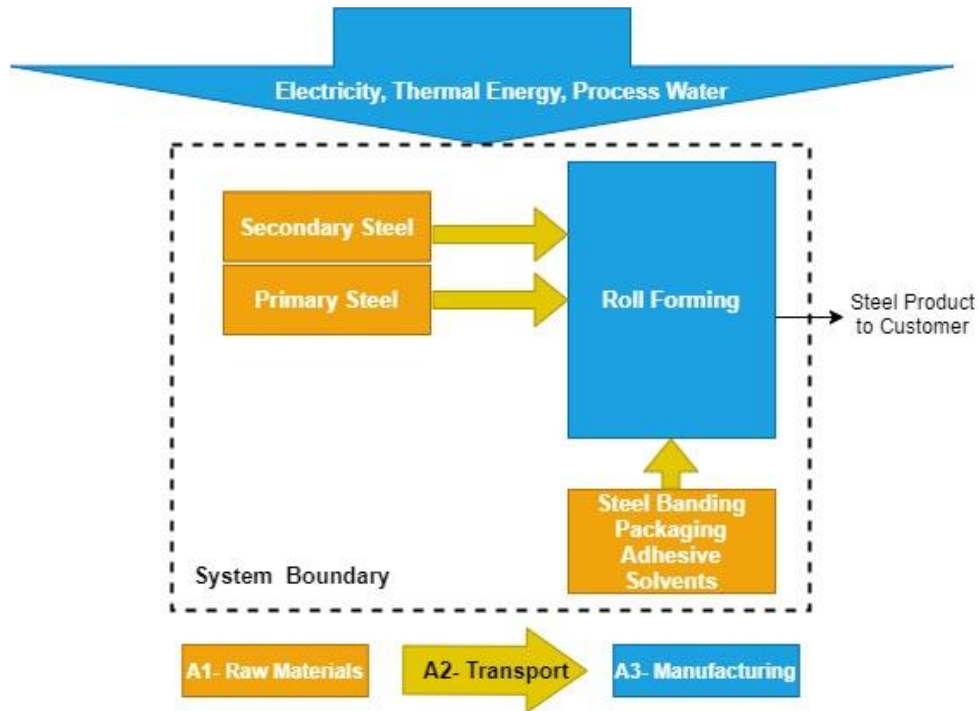 Electricity, Thermal Energy, Process Water
Secondary Steel
Primary Steel
Roll Forming
Steel Product
to Customer
Steel Banding
Packaging
Adhesive
Solvents
System Boundary
A1- Raw Materials
A2- Transport
A3- Manufacturing